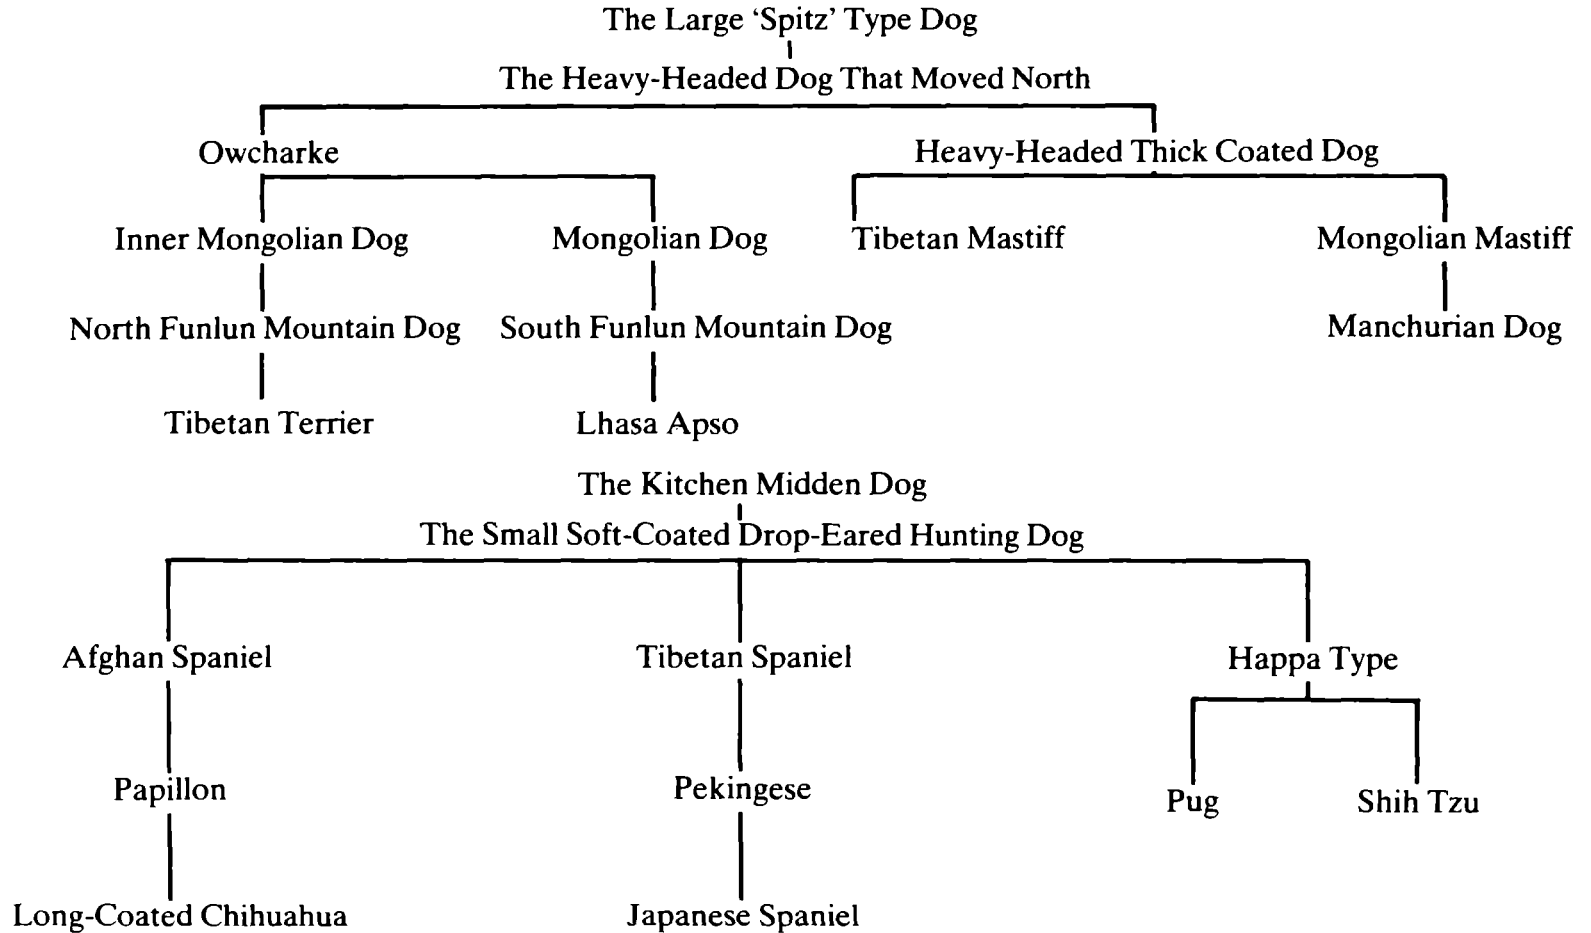 The Large ‘Spitz’ Type Dog
The Heavy-Headed Dog That Moved North
Owcharke
Heavy-Headed Thick Coated Dog
Inner Mongolian Dog
Mongolian Dog
Tibetan Mastiff
Mongolian Mastiff
North Funlun Mountain Dog
South Funlun Mountain Dog
Manchurian Dog
Tibetan Terrier
Lhasa Apso
The Kitchen Midden Dog
The Small Soft-Coated Drop-Eared Hunting Dog
Afghan Spaniel
Tibetan Spaniel
Happa Type
Papillon
Pekingese
Pug
Shih Tzu
Long-Coated Chihuahua
Japanese Spaniel